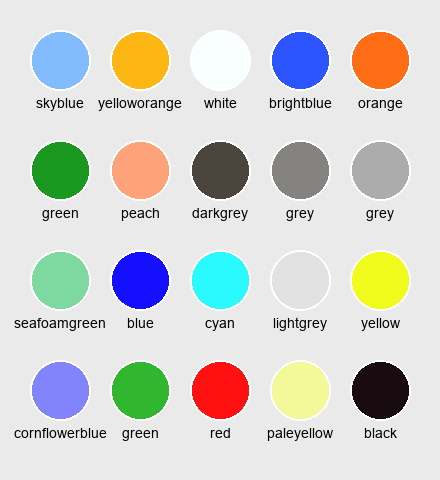 skyblue yelloworange white brightblue orange
green peach darkgrey grey grey
seafoamgreen blue cyan lightgrey yellow
cornflowerblue green red paleyellow black